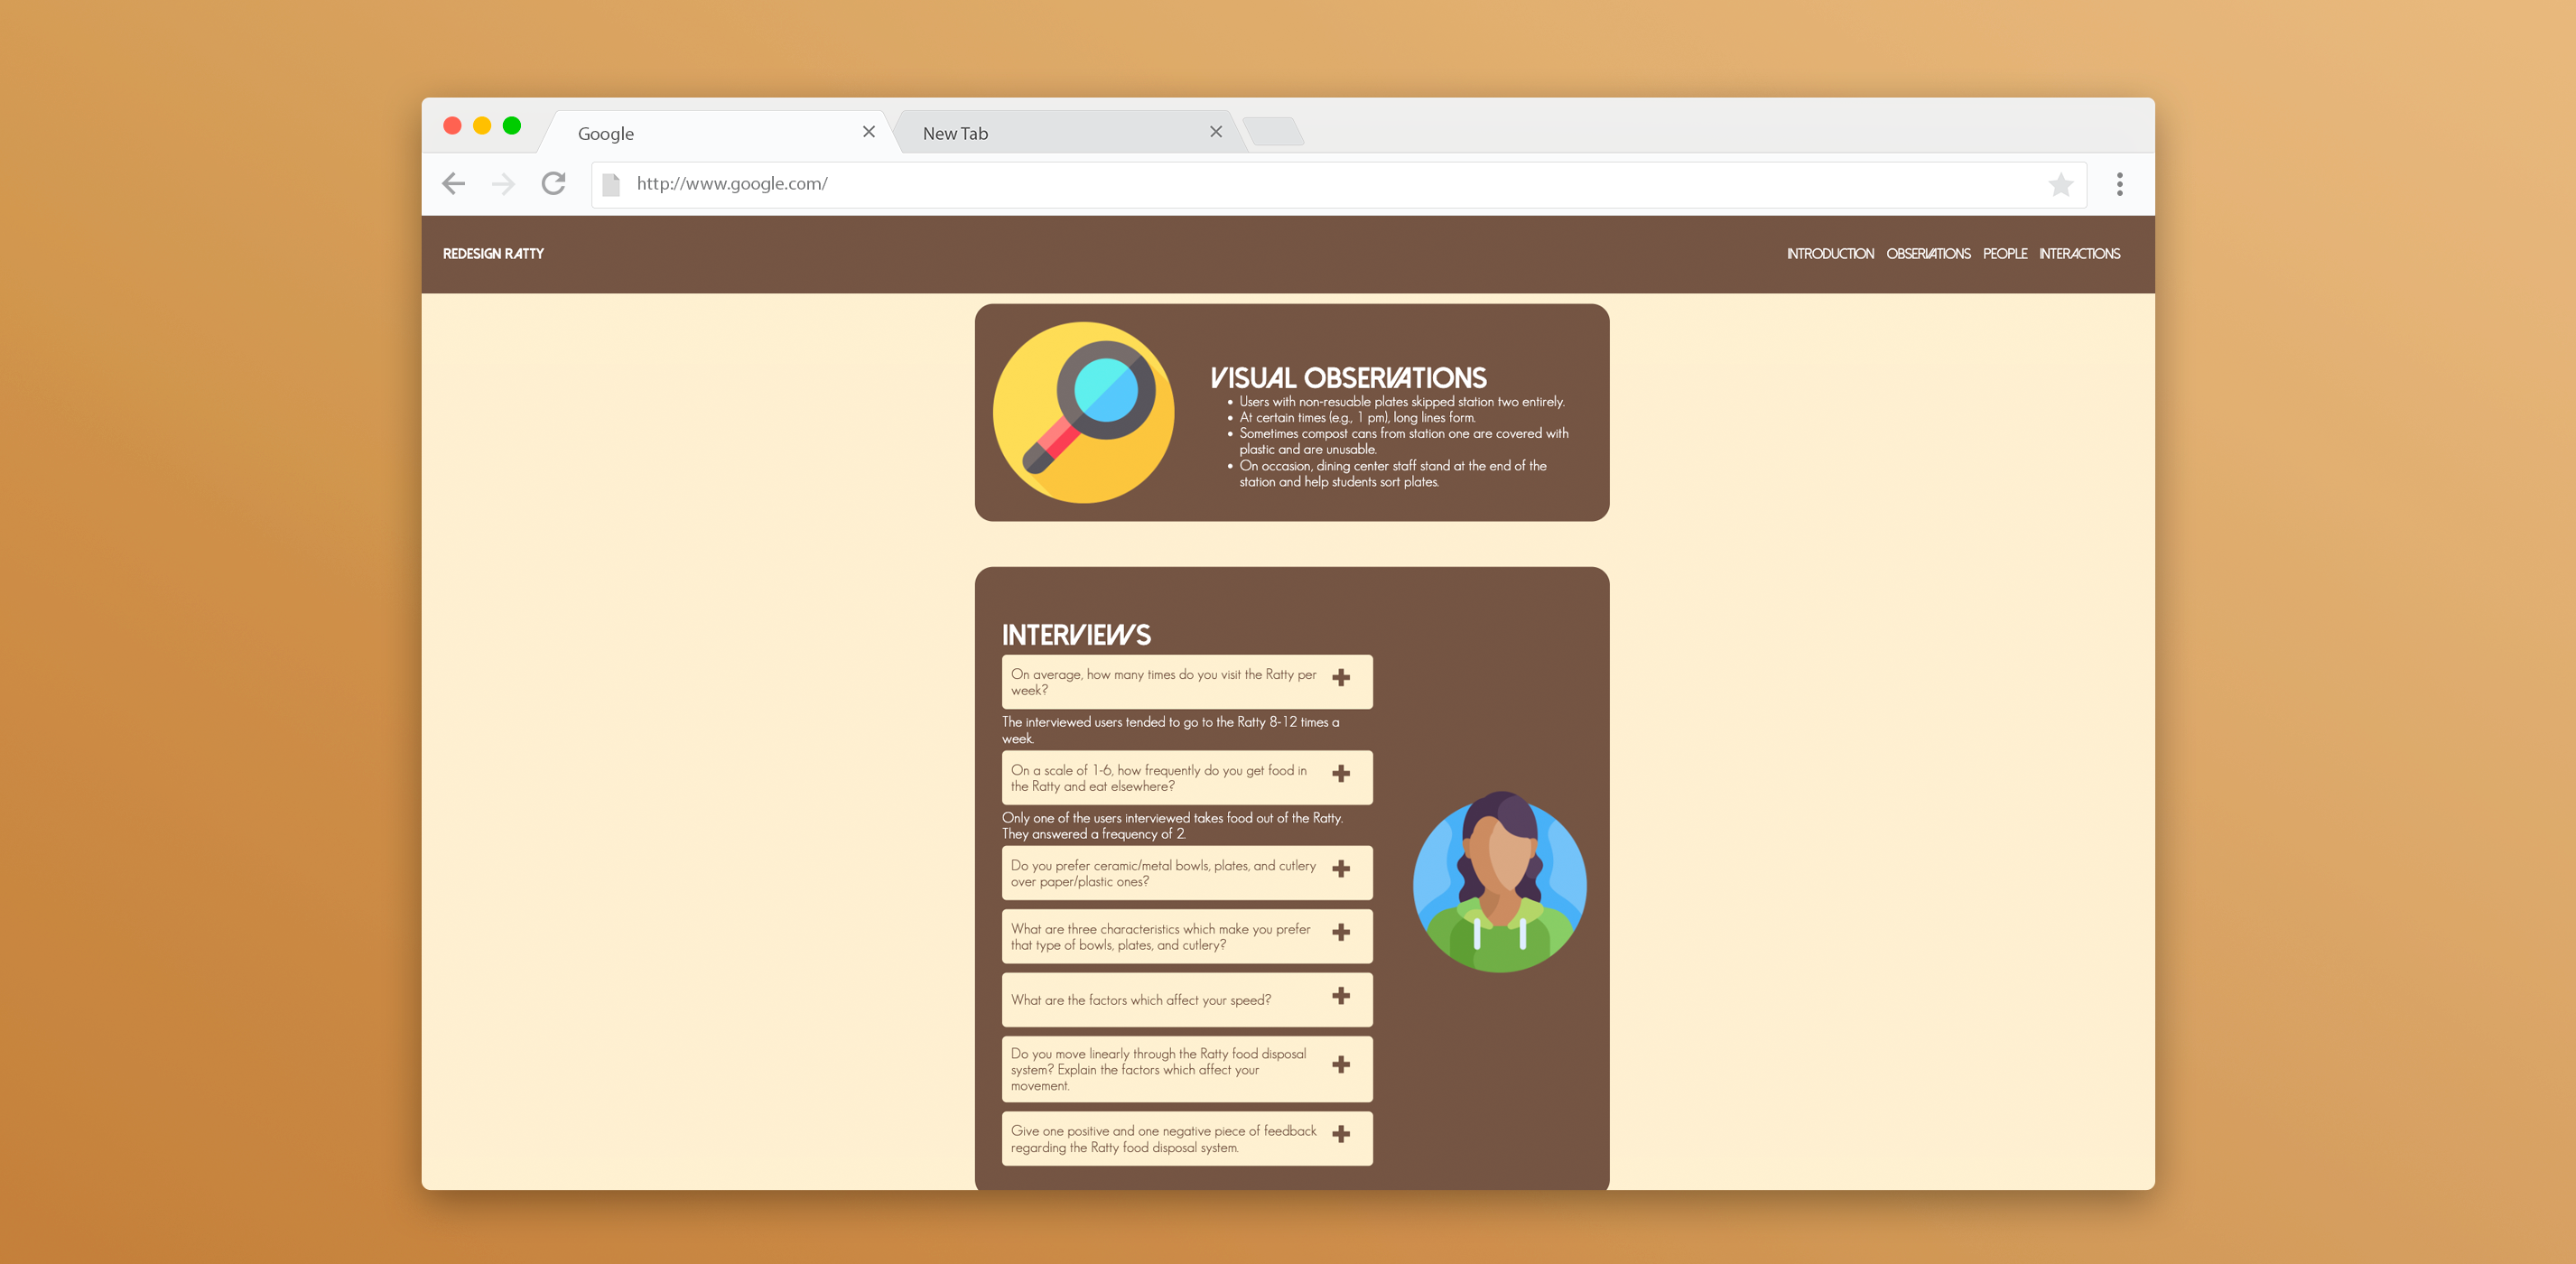 Google
New Tab
http://www.google.com/
REDESIGN RATTY
INTRODUCTION OBSERVATIONS PEOPLE INTERACTIONS
VISUAL OBSERVATIONS
• Users with non-resuable plates skipped station two entirely.
• At certain times (e.g., 1 pm), long lines form.
• Sometimes compost cans from station one are covered with
plastic and are unusable.
• On occasion, dining center staff stand at the end of the
station and help students sort plates.
INTERVIEWS
On average, how many times do you visit the Ratty per
week?
The interviewed users tended to go to the Ratty 8-12 times a
week.
On a scale of 1-6, how frequently do you get food in
the Ratty and eat elsewhere?
Only one of the users interviewed takes food out of the Ratty.
They answered a frequency of 2.
Do you prefer ceramic/metal bowls, plates, and cutlery
over paper/plastic ones?
What are three characteristics which make you prefer
that type of bowls, plates, and cutlery?
What are the factors which affect your speed?
Do you move linearly through the Ratty food disposal
system? Explain the factors which affect your
movement.
Give one positive and one negative piece of feedback
regarding the Ratty food disposal system.